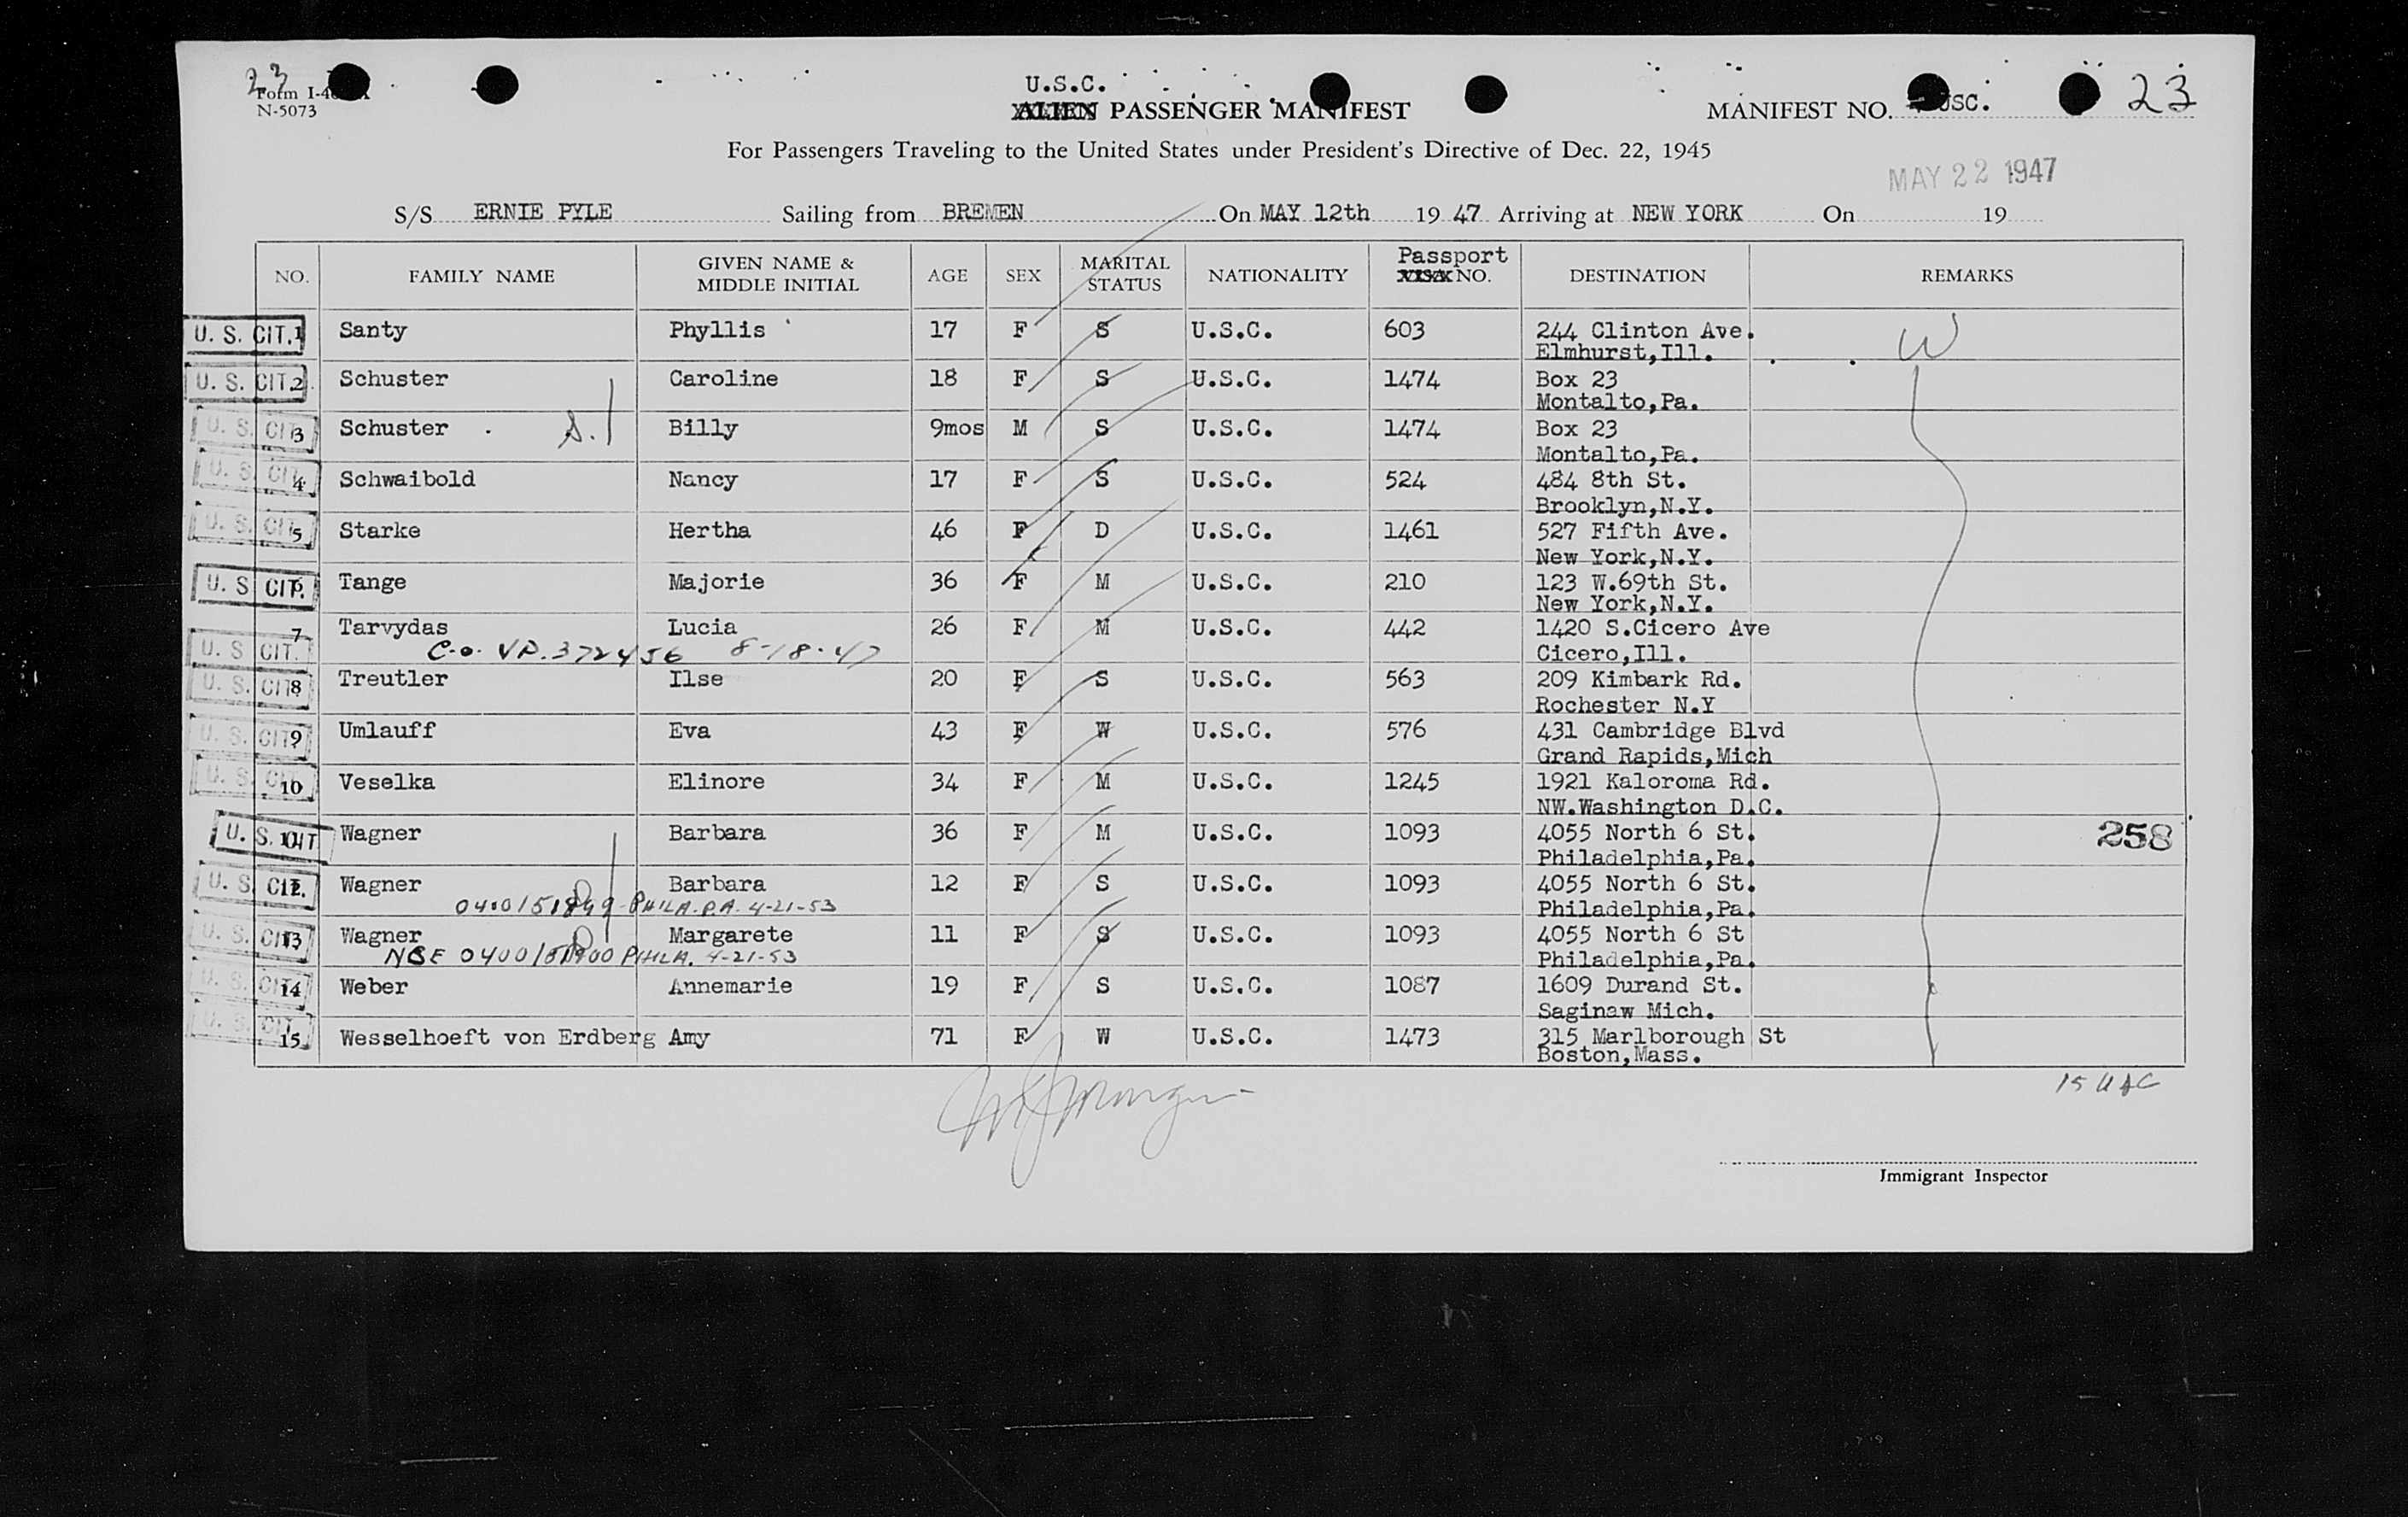 23
Form I-4
N-5073
U.S.C.
ALIEN PASSENGER MANIFEST
MANIFEST NO. USC. 23
For Passengers Traveling to the United States under President's Directive of Dec. 22, 1945
MAY 22 1947
S/S ERNIE PYLE Sailing from BREMEN On MAY 12th 19 47 Arriving at NEW YORK On 19
NO. FAMILY NAME GIVEN NAME & MIDDLE INITIAL AGE SEX MARITAL STATUS NATIONALITY Passport VISA NO. DESTINATION REMARKS
U. S. CIT. 1 Santy Phyllis 17 F S U.S.C. 603 244 Clinton Ave. W
Elmhurst,Ill.
U. S. CIT. 2 Schuster Caroline 18 F S U.S.C. 1474 Box 23
Montalto,Pa.
U. S. CIT 3 Schuster Billy 9mos M S U.S.C. 1474 Box 23
Montalto,Pa.
U. S. CIT 4 Schwaibold Nancy 17 F S U.S.C. 524 484 8th St.
Brooklyn,N.Y.
U. S. CIT 5 Starke Hertha 46 F D U.S.C. 1461 527 Fifth Ave.
New York,N.Y.
U. S. CIT. 6 Tange Majorie 36 F M U.S.C. 210 123 W.69th St.
New York,N.Y.
7 Tarvydas Lucia 26 F M U.S.C. 442 1420 S.Cicero Ave
U. S. CIT. C.O. VP. 372456 8-18-47 Cicero,Ill.
U. S. CIT 8 Treutler Ilse 20 F S U.S.C. 563 209 Kimbark Rd.
Rochester N.Y
U. S. CIT 9 Umlauff Eva 43 F W U.S.C. 576 431 Cambridge Blvd
Grand Rapids,Mich
U. S. CIT 10 Veselka Elinore 34 F M U.S.C. 1245 1921 Kaloroma Rd.
NW.Washington D.C.
U. S. CIT 11 Wagner Barbara 36 F M U.S.C. 1093 4055 North 6 St. 258
Philadelphia,Pa.
U. S. CIT. 12 Wagner Barbara 12 F S U.S.C. 1093 4055 North 6 St.
PHILA. PA. 4-21-53 Philadelphia,Pa.
U. S. CIT 13 Wagner Margarete 11 F S U.S.C. 1093 4055 North 6 St
PHILA. 4-21-53 Philadelphia,Pa.
U. S. CIT 14 Weber Annemarie 19 F S U.S.C. 1087 1609 Durand St.
Saginaw Mich.
U. S. CIT. 15 Wesselhoeft von Erdberg Amy 71 F W U.S.C. 1473 315 Marlborough St
Boston,Mass.
15 USC
Immigrant Inspector